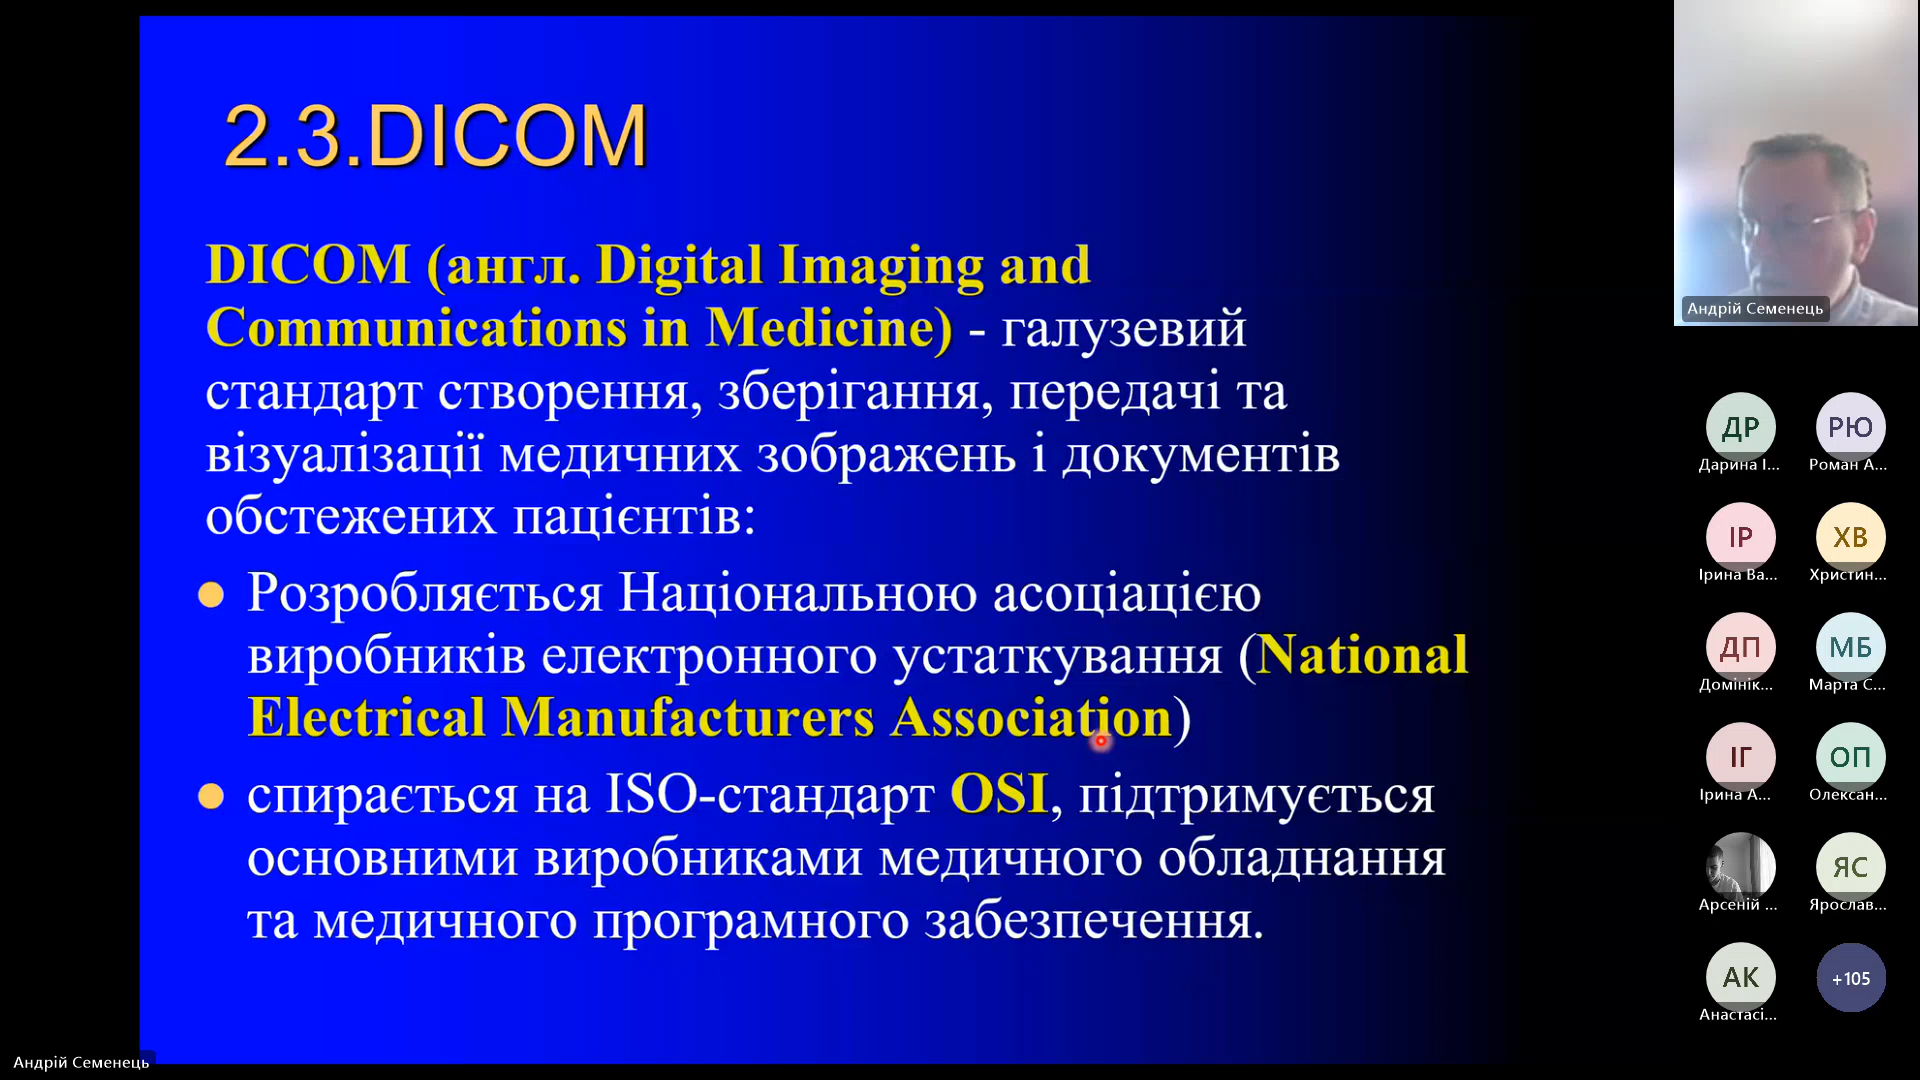 2.3.DICOM
DICOM (англ. Digital Imaging and
Communications in Medicine) - галузевий
стандарт створення, зберігання, передачі та
візуалізації медичних зображень і документів
обстежених пацієнтів:
Розробляється Національною асоціацією
виробників електронного устаткування (National
Electrical Manufacturers Association)
спирається на ISO-стандарт OSI, підтримується
основними виробниками медичного обладнання
та медичного програмного забезпечення.
Андрій Семенець
ДР
Дарина І...
РЮ
Роман А...
ІР
Ірина Ва...
ХВ
Христин...
ДП
Домінік...
МБ
Марта С...
ІГ
Ірина А...
ОП
Олексан...
Арсеній ...
ЯС
Ярослав...
АК
Анастасі...
+105
Андрій Семенець